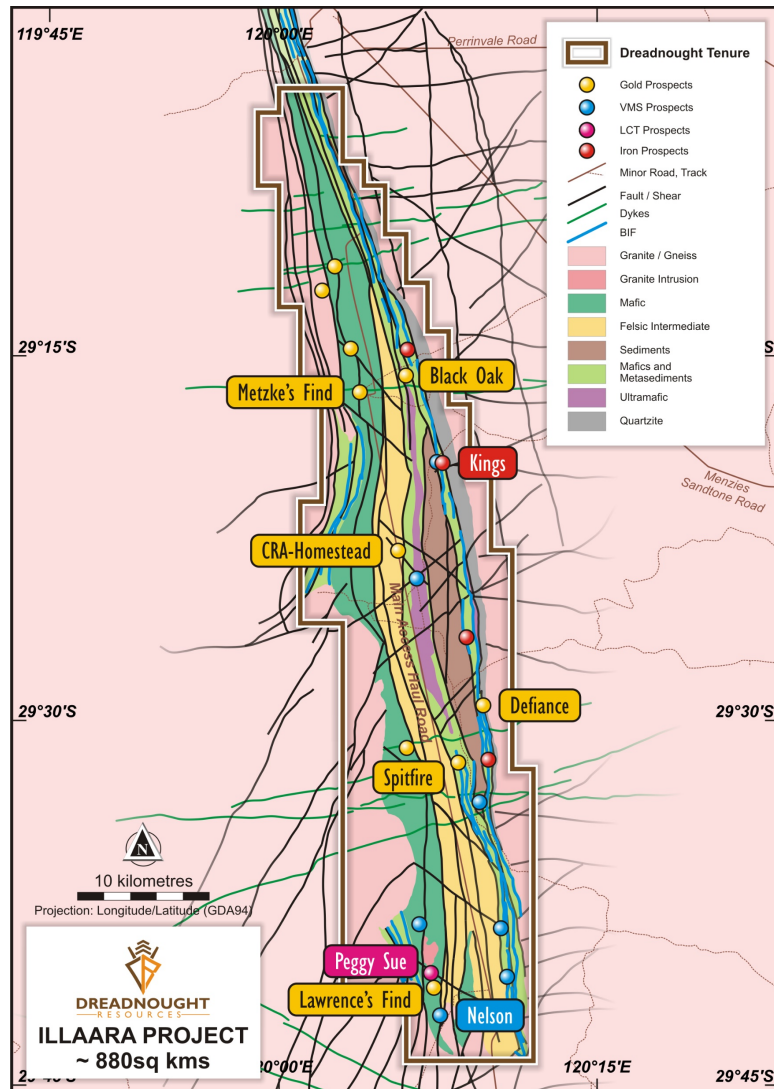 119°45'E
120°00'E
120°15'E
Perrinvale Road
Dreadnought Tenure
Gold Prospects
VMS Prospects
LCT Prospects
Iron Prospects
Minor Road, Track
Fault / Shear
Dykes
BIF
Granite / Gneiss
Granite Intrusion
Mafic
Felsic Intermediate
Sediments
Mafics and
Metasediments
Ultramafic
Quartzite
29°15'S
Black Oak
Metzke's Find
Kings
Menzies
Sandtone Road
CRA-Homestead
Main Access Haul Road
Defiance
29°30'S
29°30'S
Spitfire
N
10 kilometres
Projection: Longitude/Latitude (GDA94)
Peggy Sue
Lawrence's Find
Nelson
DREADNOUGHT
RESOURCES
ILLAARA PROJECT
~ 880sq kms
120°15'E
29°45'S